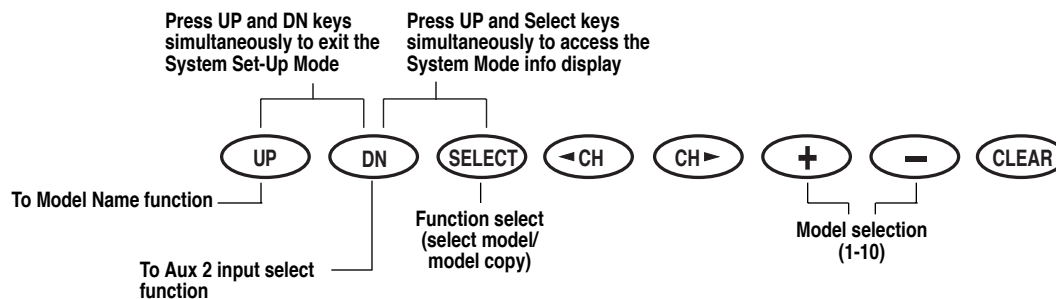 Press UP and DN keys
simultaneously to exit the
System Set-Up Mode
Press UP and Select keys
simultaneously to access the
System Mode info display
UP
DN
SELECT
◄CH
CH►
+
–
CLEAR
To Model Name function
Function select
(select model/
model copy)
Model selection
(1-10)
To Aux 2 input select
function